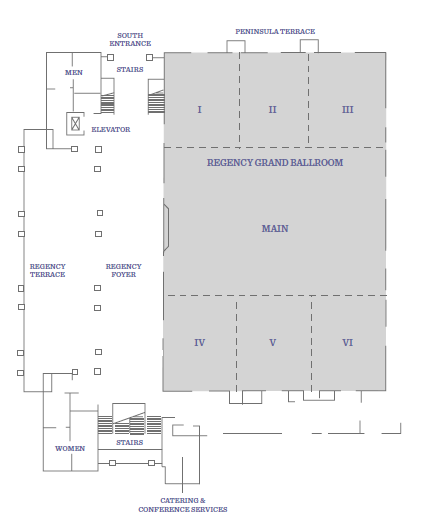 SOUTH
ENTRANCE
PENINSULA TERRACE
STAIRS
MEN
I
II
III
ELEVATOR
REGENCY GRAND BALLROOM
MAIN
REGENCY
TERRACE
REGENCY
FOYER
IV
V
VI
STAIRS
WOMEN
CATERING &
CONFERENCE SERVICES